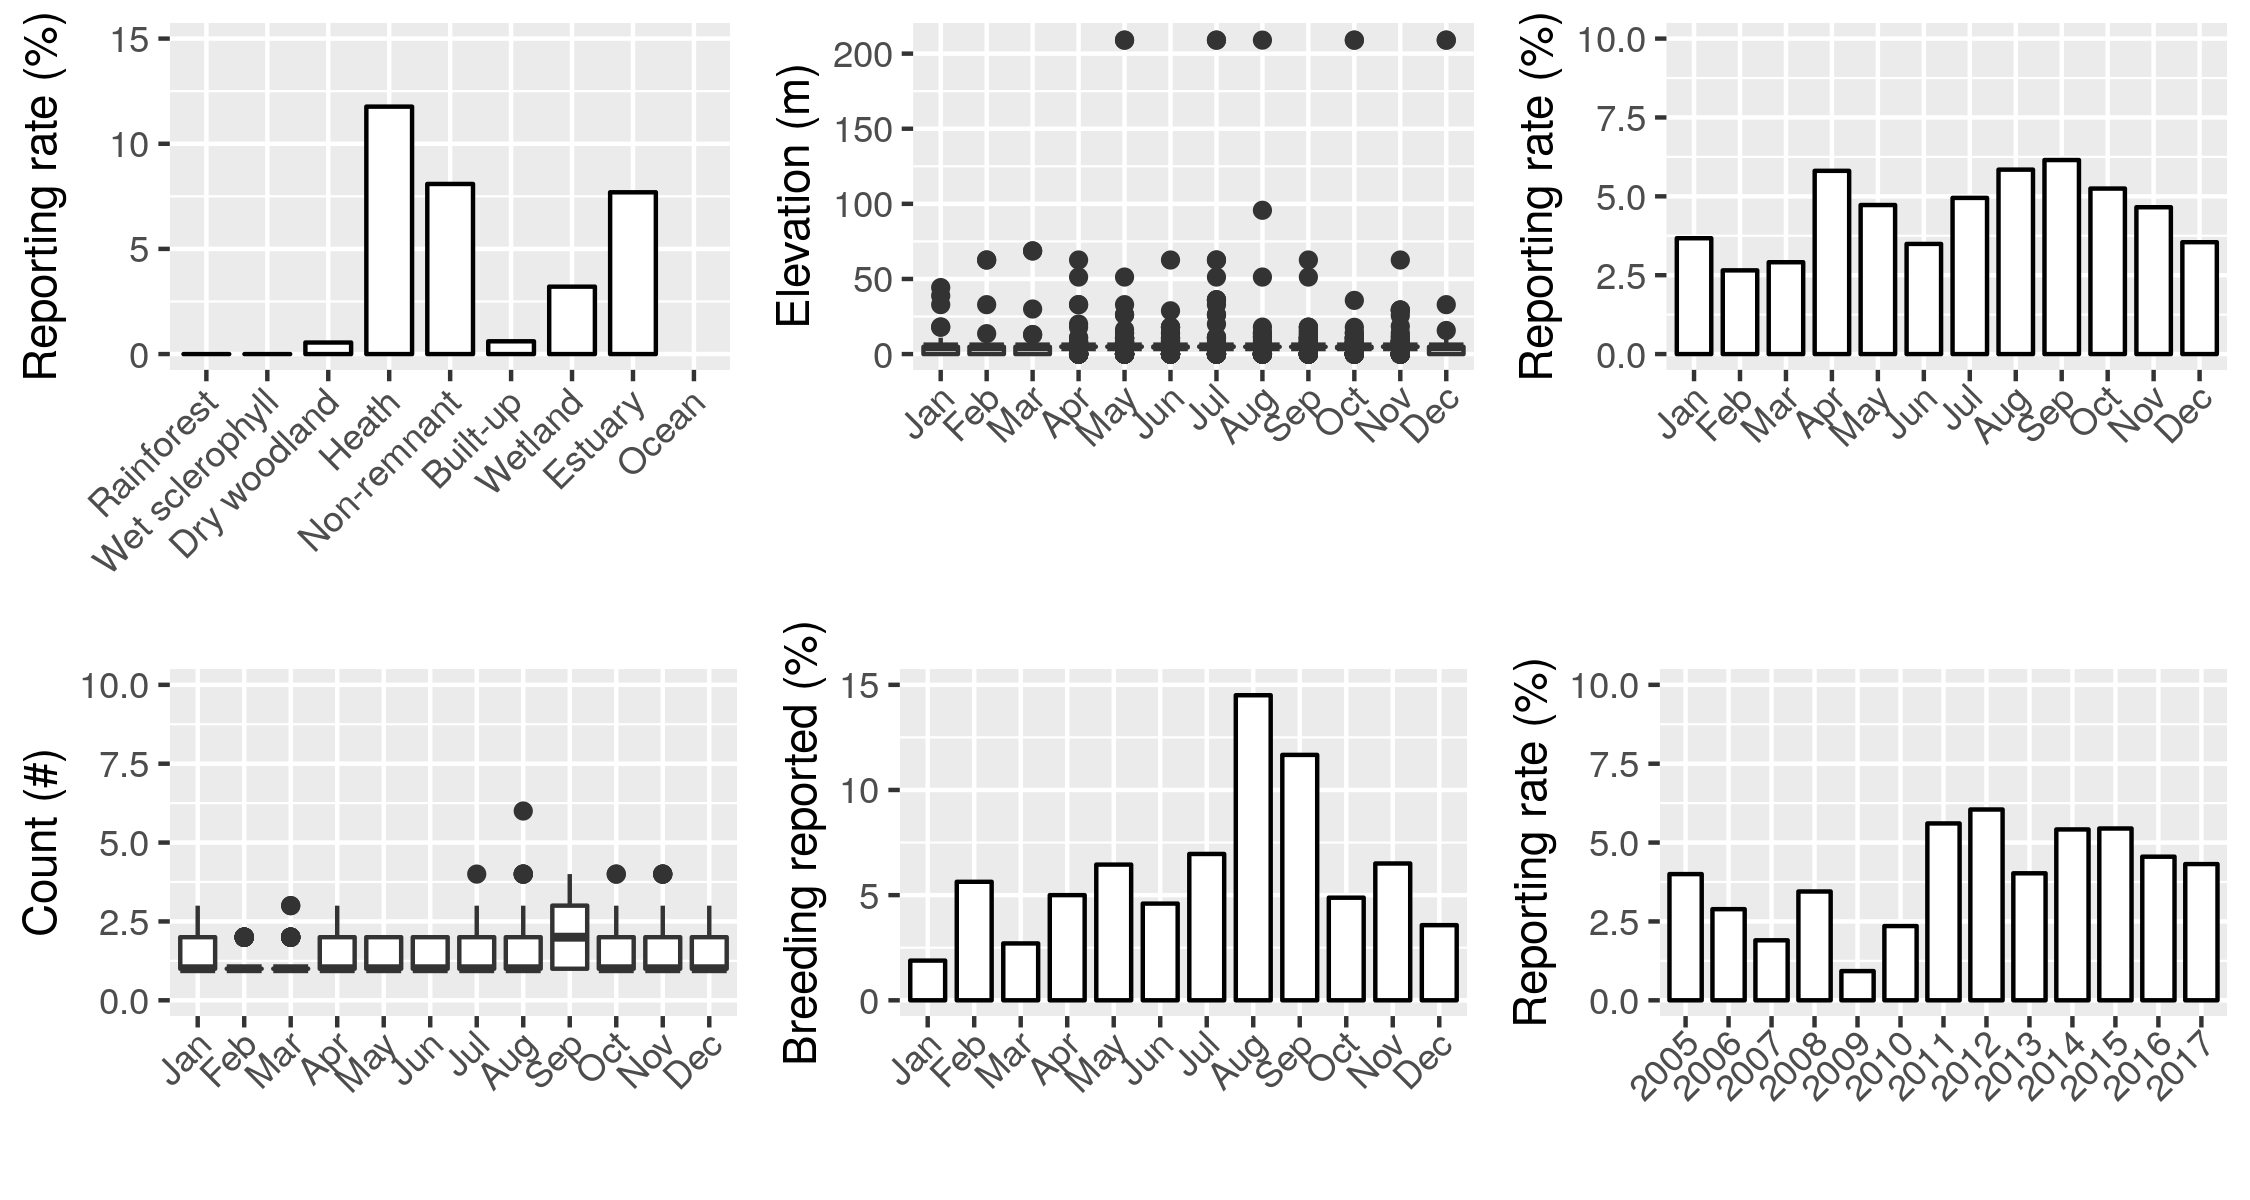 Reporting rate (%)
15
10
5
0
Rainforest
Wet sclerophyll
Dry woodland
Heath
Non-remnant
Built-up
Wetland
Estuary
Ocean
Elevation (m)
200
150
100
50
0
Jan
Feb
Mar
Apr
May
Jun
Jul
Aug
Sep
Oct
Nov
Dec
Reporting rate (%)
10.0
7.5
5.0
2.5
0.0
Jan
Feb
Mar
Apr
May
Jun
Jul
Aug
Sep
Oct
Nov
Dec
Count (#)
10.0
7.5
5.0
2.5
0.0
Jan
Feb
Mar
Apr
May
Jun
Jul
Aug
Sep
Oct
Nov
Dec
Breeding reported (%)
15
10
5
0
Jan
Feb
Mar
Apr
May
Jun
Jul
Aug
Sep
Oct
Nov
Dec
Reporting rate (%)
10.0
7.5
5.0
2.5
0.0
2005
2006
2007
2008
2009
2010
2011
2012
2013
2014
2015
2016
2017